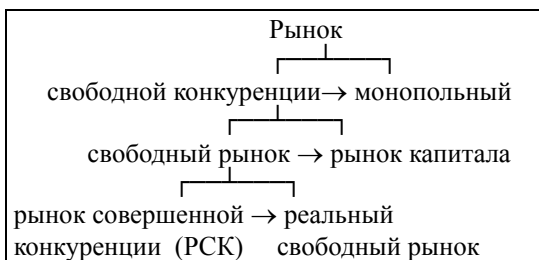 Рынок
свободной конкуренции→ монопольный
свободный рынок → рынок капитала
рынок совершенной → реальный
конкуренции (РСК) свободный рынок